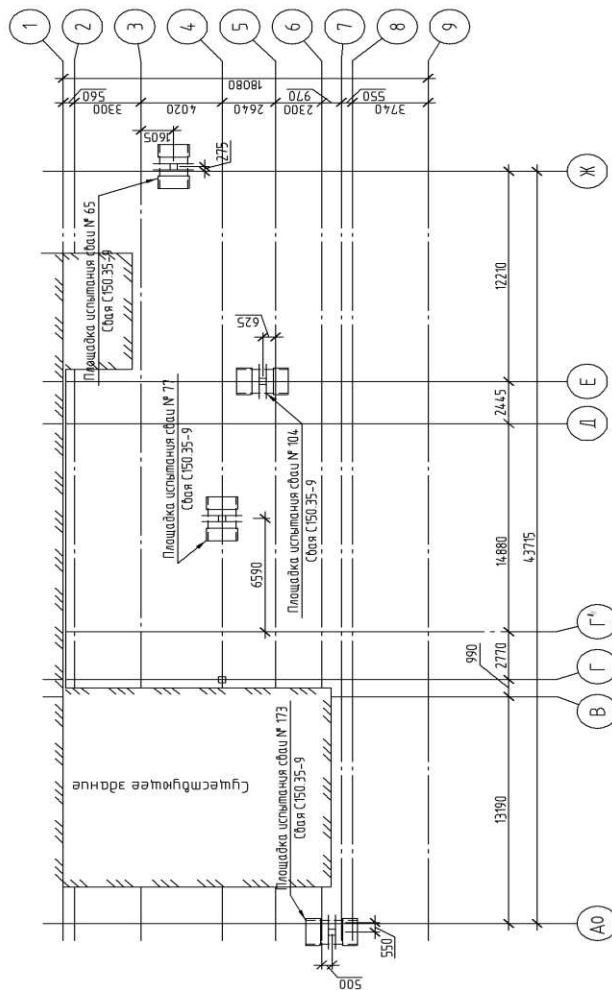 1
2
3
4
5
6
7
8
9
18080
560
3300
4020
2640
2300
970
550
3740
1605
275
Площадка испытания сваи № 65
Свая С150.35-9
625
Площадка испытания сваи № 77
Свая С150.35-9
Площадка испытания сваи № 104
Свая С150.35-9
6590
Существующее здание
Площадка испытания сваи № 173
Свая С150.35-9
550
500
12210
2445
14880
2770
990
13190
43715
Ж
Е
Д
Г"
Г
В
А0